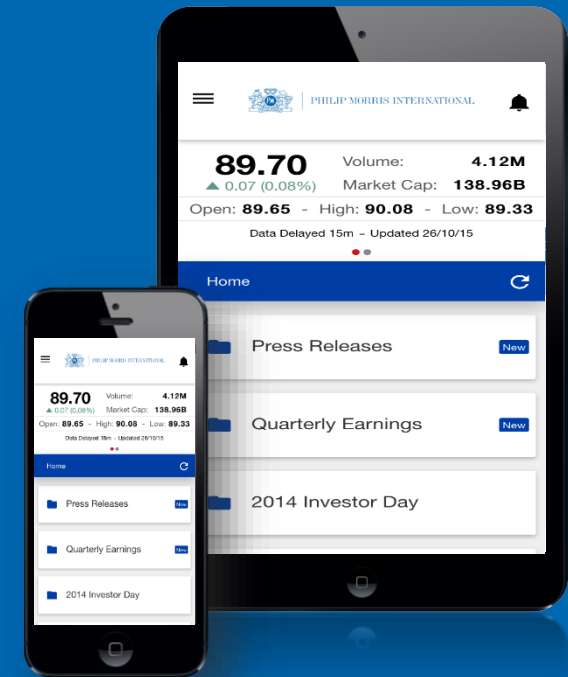 PHILIP MORRIS INTERNATIONAL
89.70
Volume: 4.12M
▲ 0.07 (0.08%)
Market Cap: 138.96B
Open: 89.65 - High: 90.08 - Low: 89.33
Data Delayed 15m - Updated 26/10/15
Home
Press Releases
New
Quarterly Earnings
New
2014 Investor Day
PHILIP MORRIS INTERNATIONAL
89.70
Volume: 4.12M
▲ 0.07 (0.08%)
Market Cap: 138.96B
Open: 89.65 - High: 90.08 - Low: 89.33
Data Delayed 15m - Updated 26/10/15
Home
Press Releases
New
Quarterly Earnings
New
2014 Investor Day